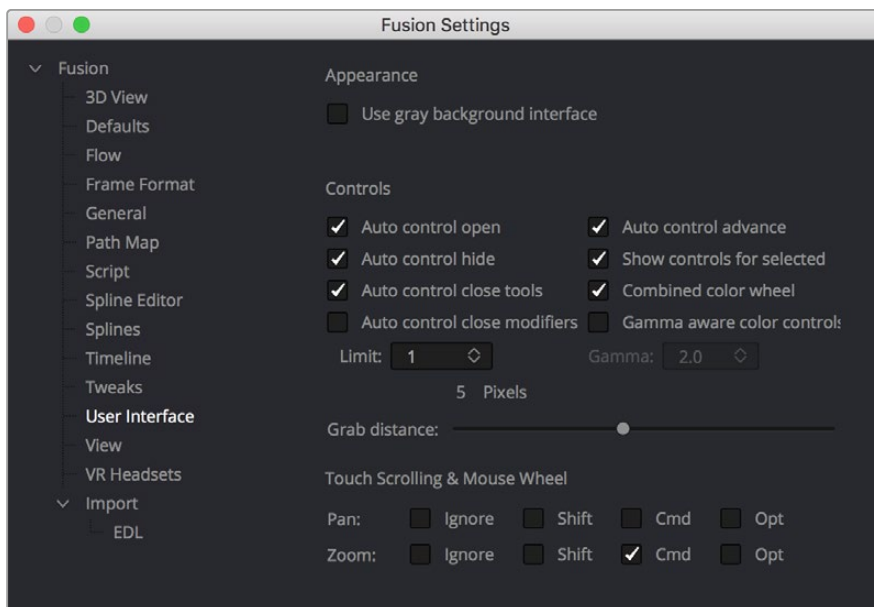 Fusion Settings
Fusion
3D View
Defaults
Flow
Frame Format
General
Path Map
Script
Spline Editor
Splines
Timeline
Tweaks
User Interface
View
VR Headsets
Import
EDL
Appearance
Use gray background interface
Controls
Auto control open Auto control advance
Auto control hide Show controls for selected
Auto control close tools Combined color wheel
Auto control close modifiers Gamma aware color controls
Limit: 1 Gamma: 2.0
5 Pixels
Grab distance:
Touch Scrolling & Mouse Wheel
Pan: Ignore Shift Cmd Opt
Zoom: Ignore Shift Cmd Opt